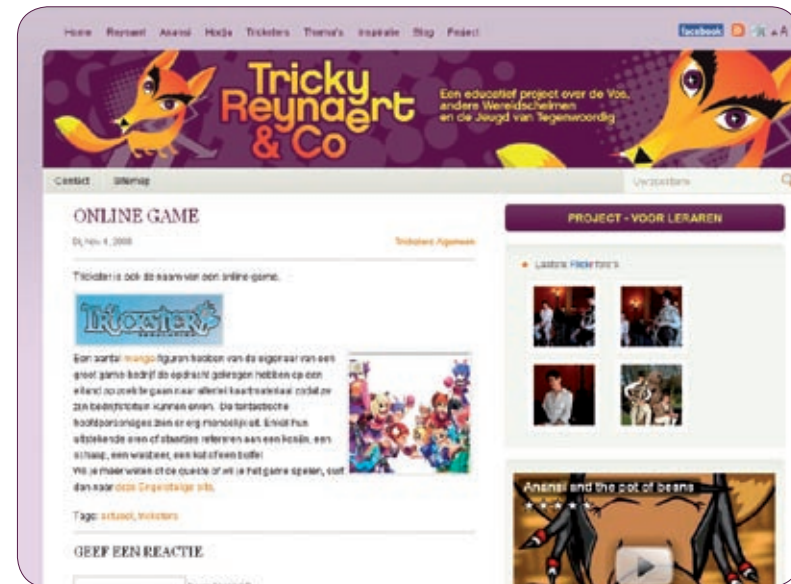 Home Reynaert Anansi Hodja Tricksters Thema's Inspiratie Blog Project
facebook
A A
Tricky
Reynaert
& Co
Een educatief project over de Vos,
andere Wereldschelmen
en de Jeugd van Tegenwoordig
Contact Sitemap
ONLINE GAME
PROJECT - VOOR LERAREN
Di, Nov 4, 2008
Tricksters Algemeen
Trickster is ook de naam van een online-game.
Laatste Flickr foto's
TRICKSTER
Een aantal manga figuren hebben van de eigenaar van een
groot game-bedrijf de opdracht gekregen hebben op een
eiland op zoek te gaan naar allerlei kaartmateriaal zodat ze
zijn bedrijf kunnen erven. De fantastische
hoofdpersonages zien er erg menselijk uit. Enkel hun
uitstekende oren of staartjes refereren aan een konijn, een
schaap, een wasbeer, een kat of een buffel
Wil je meer weten of de queste of wil je het game spelen, surf
dan naar deze Engelstalige site.
Tags: actueel, tricksters
Anansi and the pot of beans
GEEF EEN REACTIE